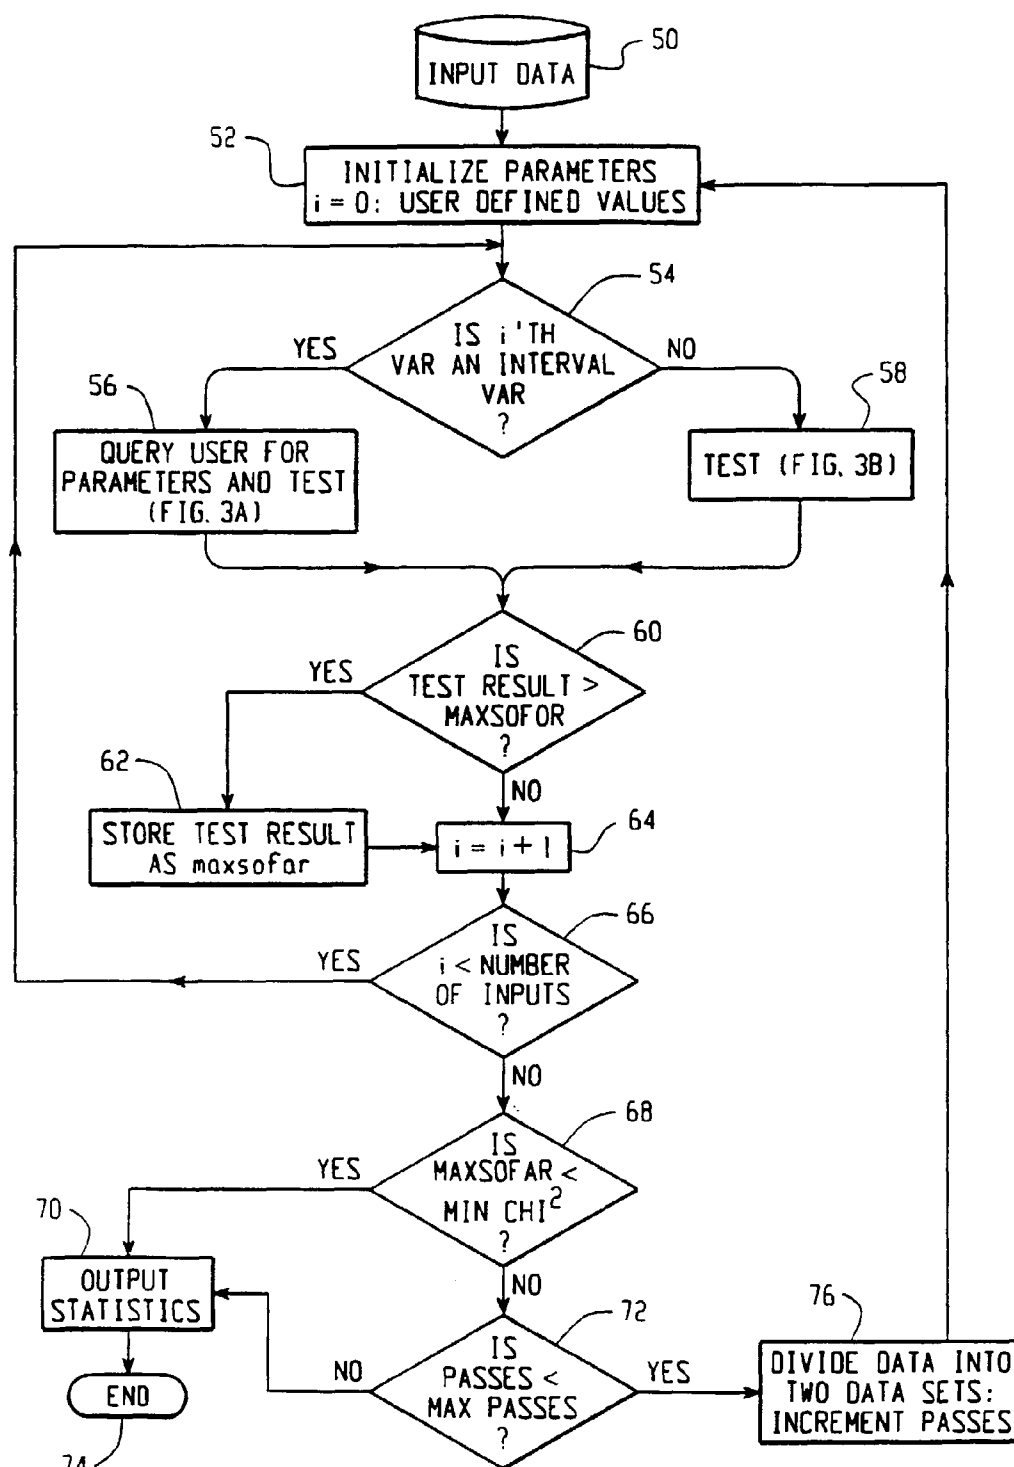 50
INPUT DATA
52
INITIALIZE PARAMETERS
i = 0: USER DEFINED VALUES
54
IS i'TH
VAR AN INTERVAL
VAR
?
YES
NO
56
QUERY USER FOR
PARAMETERS AND TEST
(FIG. 3A)
58
TEST (FIG. 3B)
60
IS
TEST RESULT >
MAXSOFOR
?
YES
NO
62
STORE TEST RESULT
AS maxsofar
64
i = i + 1
66
IS
i < NUMBER
OF INPUTS
?
YES
NO
68
IS
MAXSOFAR <
MIN CHI²
?
YES
NO
70
OUTPUT
STATISTICS
72
IS
PASSES <
MAX PASSES
?
NO
YES
76
DIVIDE DATA INTO
TWO DATA SETS:
INCREMENT PASSES
END
74